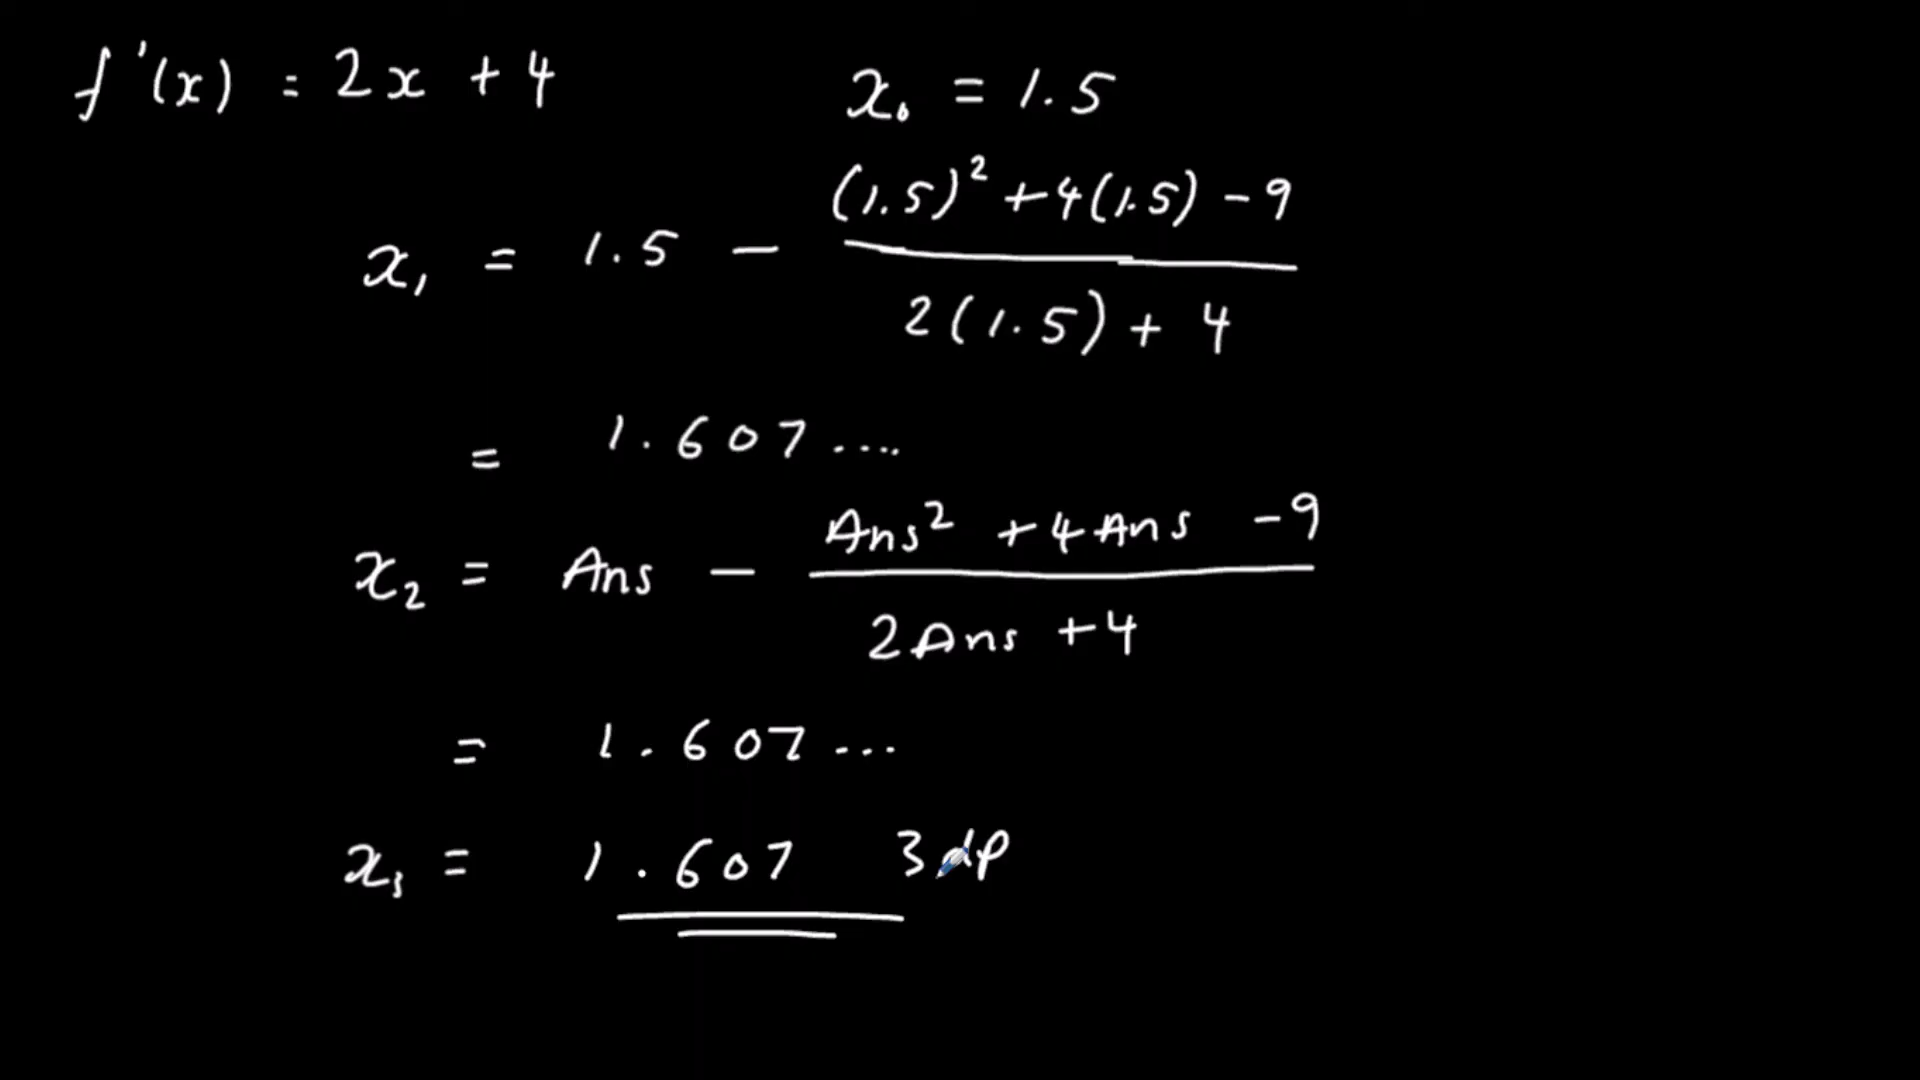 f'(x) = 2x + 4
x₀ = 1.5
x₁ = 1.5 - ((1.5)² + 4(1.5) - 9) / (2(1.5) + 4)
= 1.607....
x₂ = Ans - (Ans² + 4Ans - 9) / (2Ans + 4)
= 1.607...
x₃ = 1.607 3dp